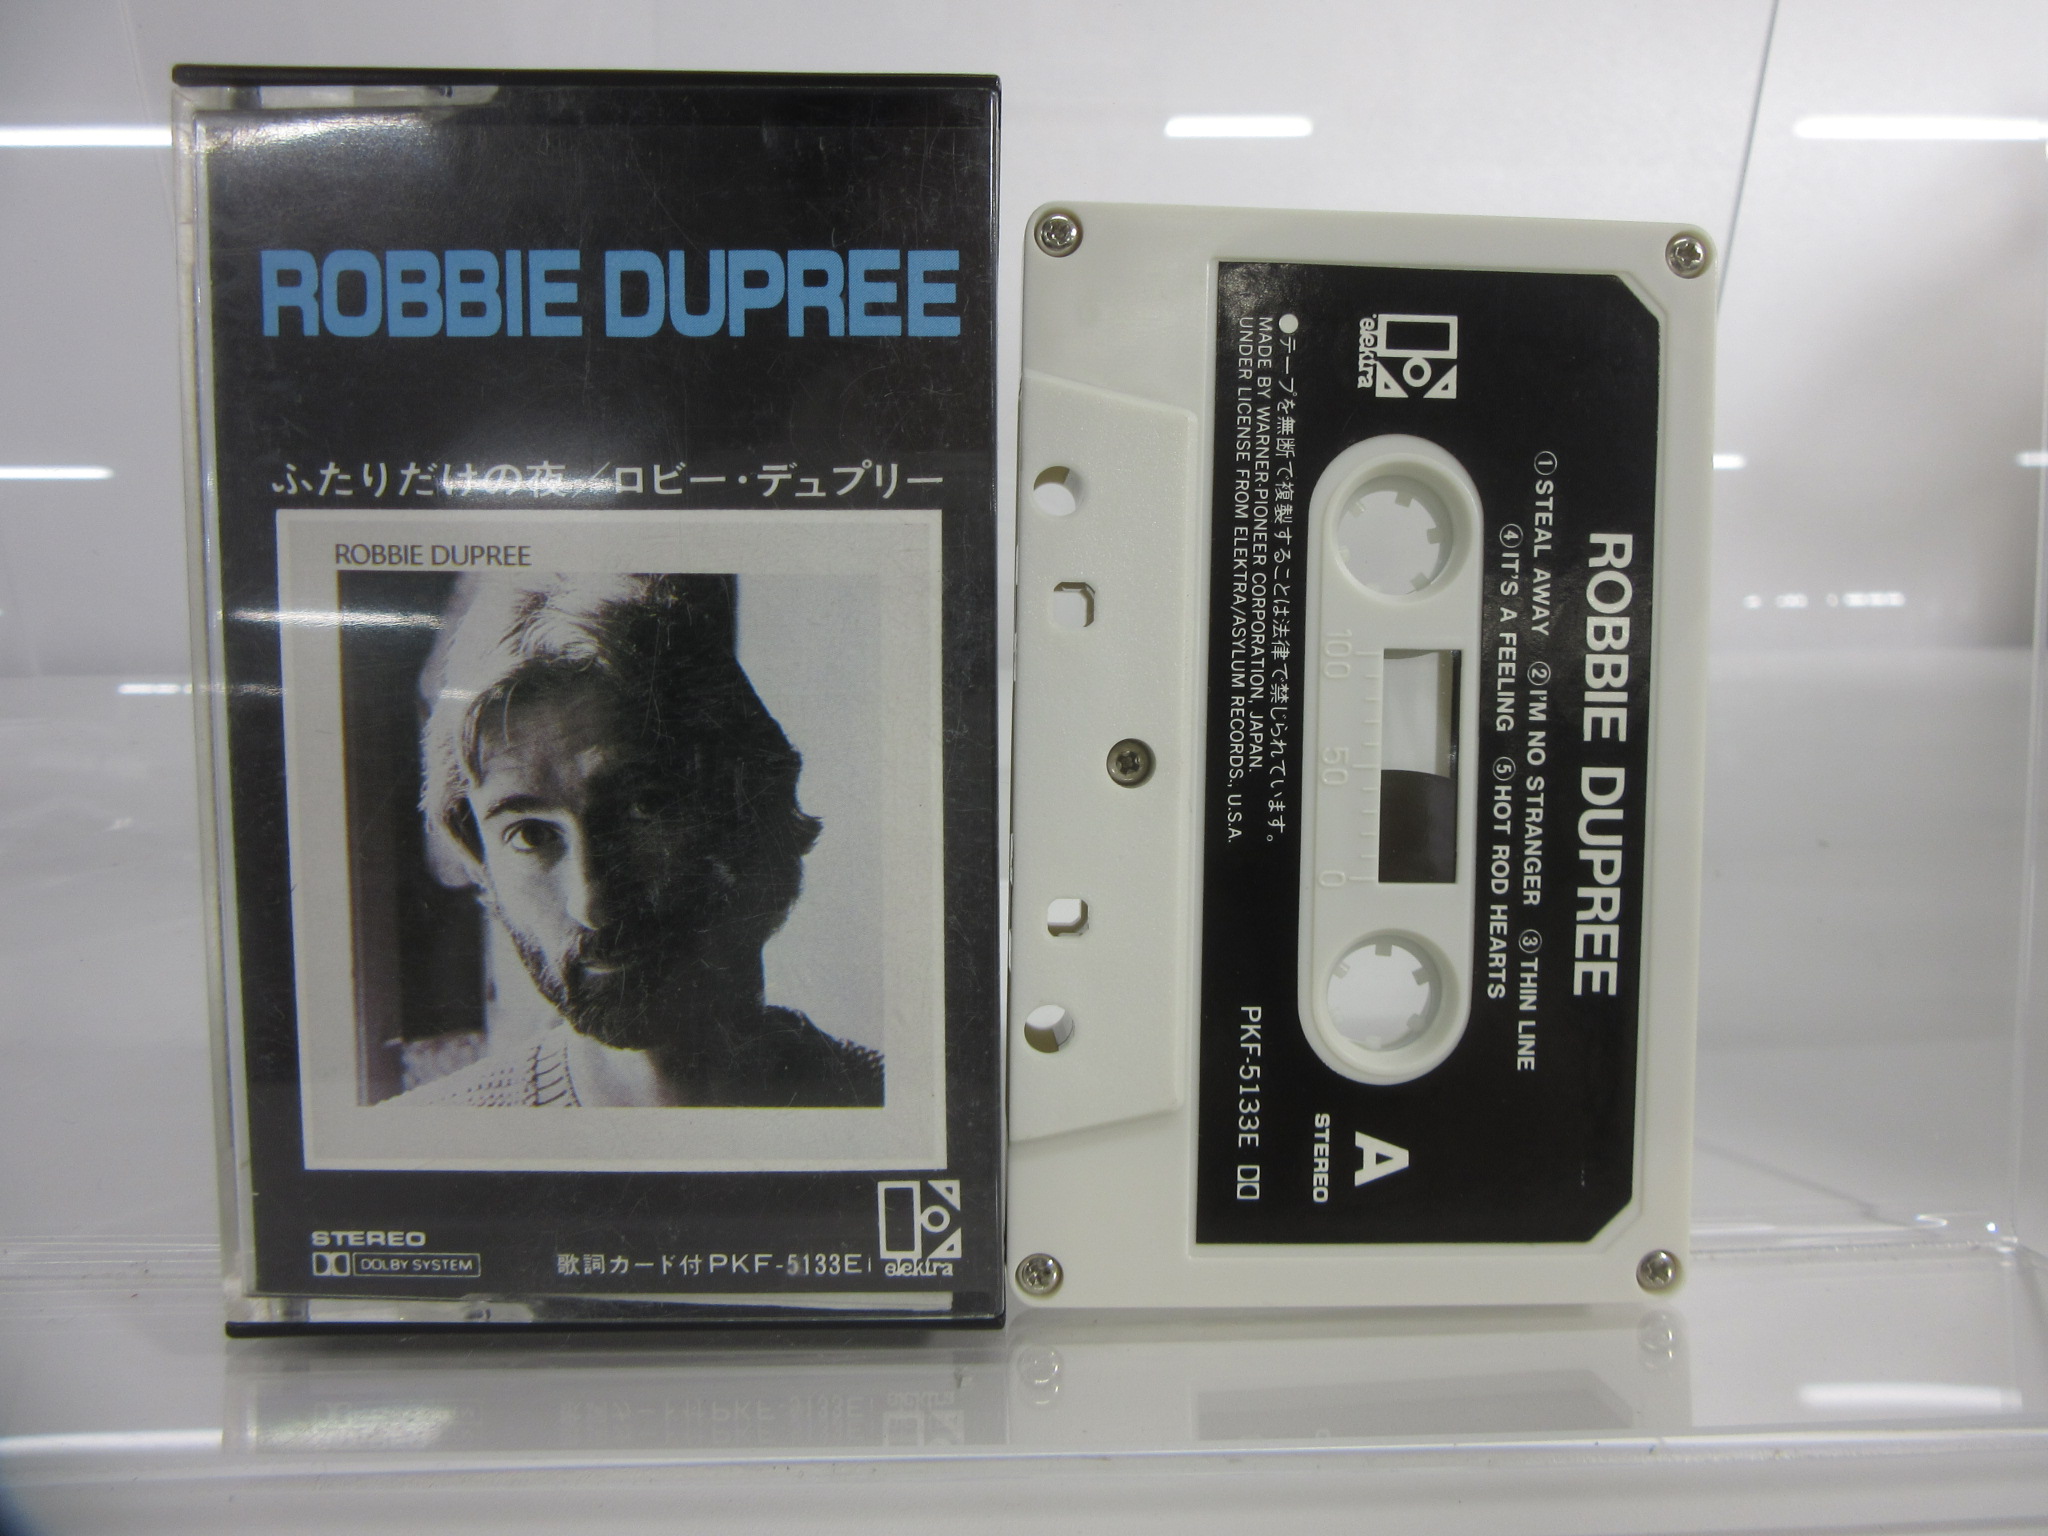 ROBBIE DUPREE
ふたりだけの夜／ロビー・デュプリー
ROBBIE DUPREE
STEREO
DOLBY SYSTEM
歌詞カード付 PKF-5133E
elektra
ROBBIE DUPREE
①STEAL AWAY ②I'M NO STRANGER ③THIN LINE
④IT'S A FEELING ⑤HOT ROD HEARTS
elektra
A
STEREO
100 50 0
●テープを無断で複製することは法律で禁じられています。
MADE BY WARNER-PIONEER CORPORATION, JAPAN.
UNDER LICENSE FROM ELEKTRA/ASYLUM RECORDS., U.S.A.
PKF-5133E